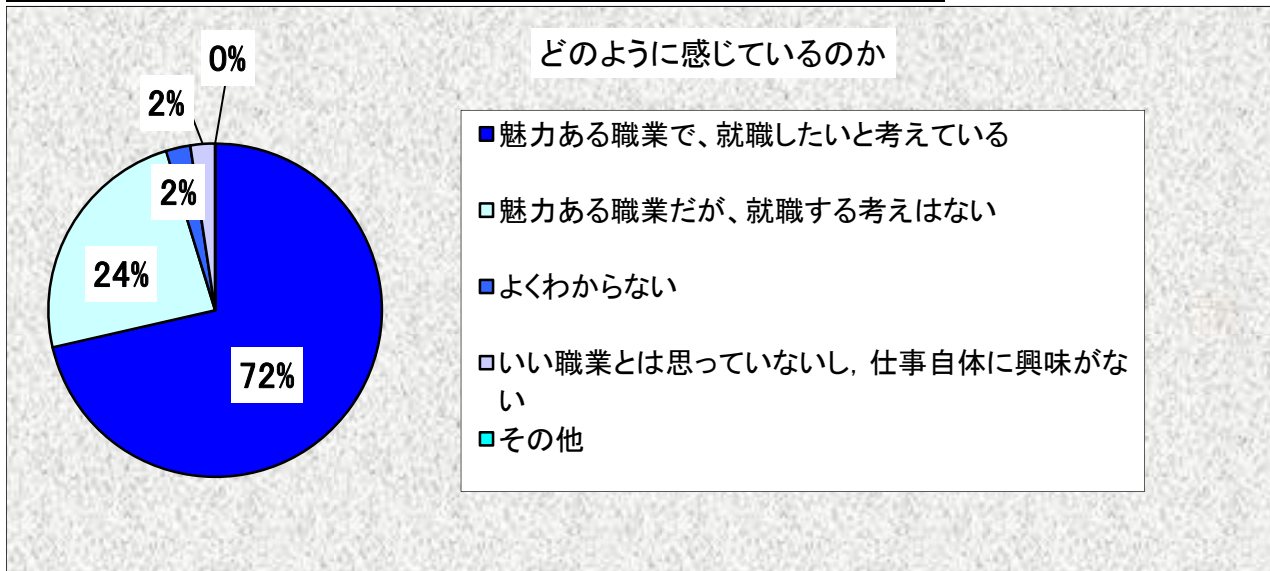 どのように感じているのか
0%
2%
2%
24%
72%
魅力ある職業で、就職したいと考えている
魅力ある職業だが、就職する考えはない
よくわからない
いい職業とは思っていないし，仕事自体に興味がな
い
その他